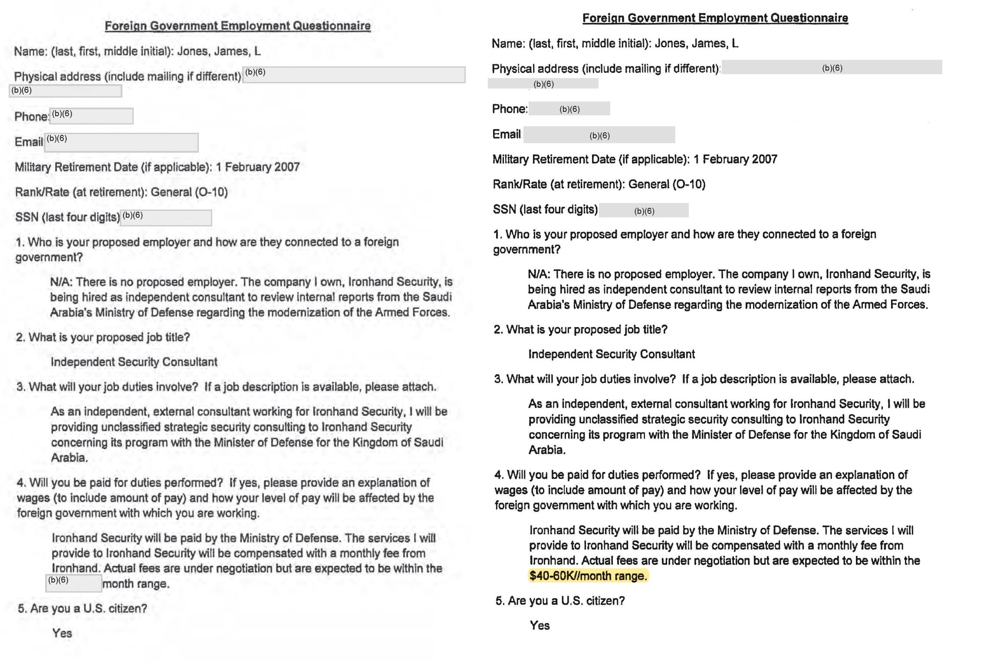 Foreign Government Employment Questionnaire
Name: (last, first, middle initial): Jones, James, L
Physical address (include mailing if different) (b)(6)
(b)(6)
Phone: (b)(6)
Email (b)(6)
Military Retirement Date (if applicable): 1 February 2007
Rank/Rate (at retirement): General (O-10)
SSN (last four digits) (b)(6)
1. Who is your proposed employer and how are they connected to a foreign
government?
N/A: There is no proposed employer. The company I own, Ironhand Security, is
being hired as independent consultant to review internal reports from the Saudi
Arabia's Ministry of Defense regarding the modernization of the Armed Forces.
2. What is your proposed job title?
Independent Security Consultant
3. What will your job duties involve? If a job description is available, please attach.
As an independent, external consultant working for Ironhand Security, I will be
providing unclassified strategic security consulting to Ironhand Security
concerning its program with the Minister of Defense for the Kingdom of Saudi
Arabia.
4. Will you be paid for duties performed? If yes, please provide an explanation of
wages (to include amount of pay) and how your level of pay will be affected by the
foreign government with which you are working.
Ironhand Security will be paid by the Ministry of Defense. The services I will
provide to Ironhand Security will be compensated with a monthly fee from
Ironhand. Actual fees are under negotiation but are expected to be within the
(b)(6) month range.
5. Are you a U.S. citizen?
Yes
Foreign Government Employment Questionnaire
Name: (last, first, middle initial): Jones, James, L
Physical address (include mailing if different): (b)(6)
(b)(6)
Phone: (b)(6)
Email (b)(6)
Military Retirement Date (if applicable): 1 February 2007
Rank/Rate (at retirement): General (O-10)
SSN (last four digits) (b)(6)
1. Who is your proposed employer and how are they connected to a foreign
government?
N/A: There is no proposed employer. The company I own, Ironhand Security, is
being hired as independent consultant to review internal reports from the Saudi
Arabia's Ministry of Defense regarding the modernization of the Armed Forces.
2. What is your proposed job title?
Independent Security Consultant
3. What will your job duties involve? If a job description is available, please attach.
As an independent, external consultant working for Ironhand Security, I will be
providing unclassified strategic security consulting to Ironhand Security
concerning its program with the Minister of Defense for the Kingdom of Saudi
Arabia.
4. Will you be paid for duties performed? If yes, please provide an explanation of
wages (to include amount of pay) and how your level of pay will be affected by the
foreign government with which you are working.
Ironhand Security will be paid by the Ministry of Defense. The services I will
provide to Ironhand Security will be compensated with a monthly fee from
Ironhand. Actual fees are under negotiation but are expected to be within the
$40-60K//month range.
5. Are you a U.S. citizen?
Yes